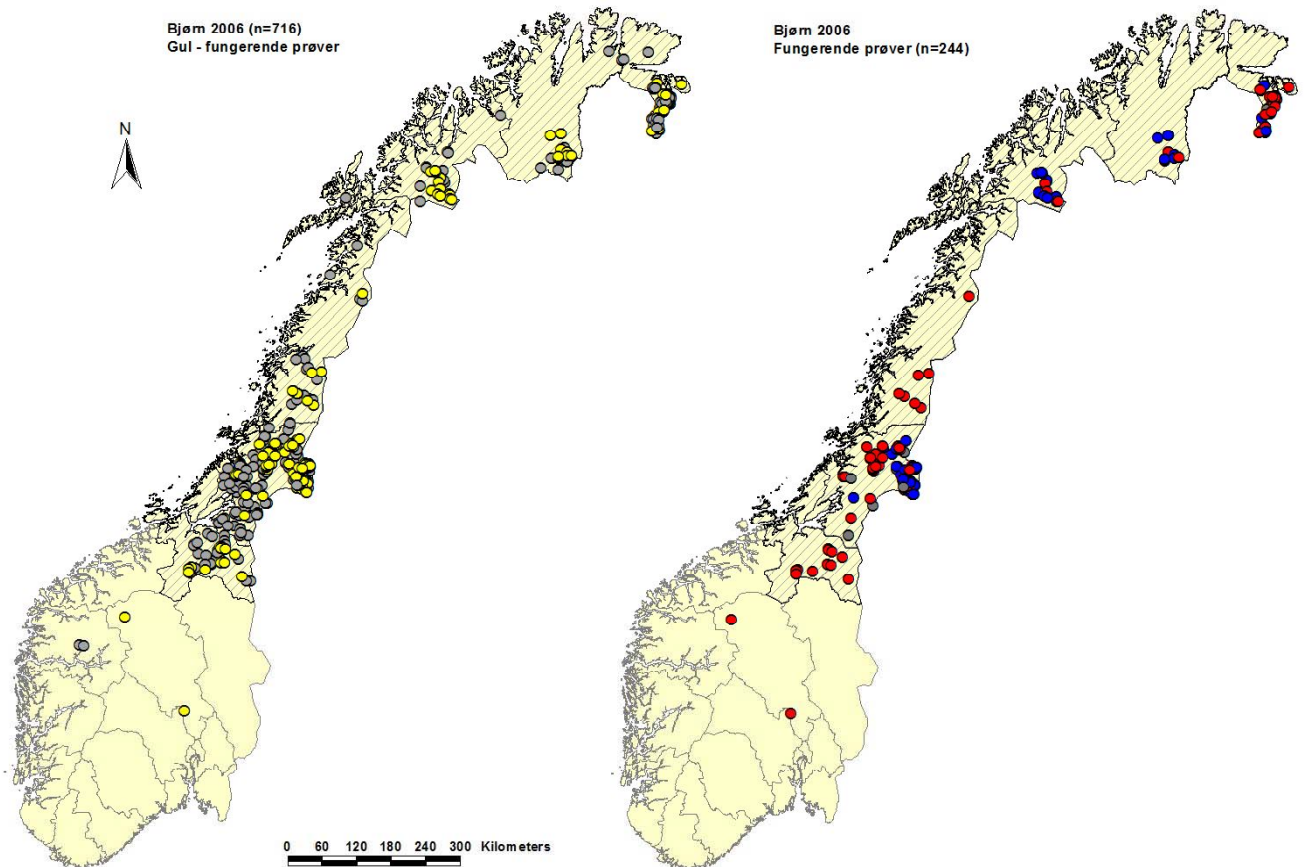 Bjørn 2006 (n=716)
Gul - fungerende prøver
Bjørn 2006
Fungerende prøver (n=244)
N
0 60 120 180 240 300 Kilometers